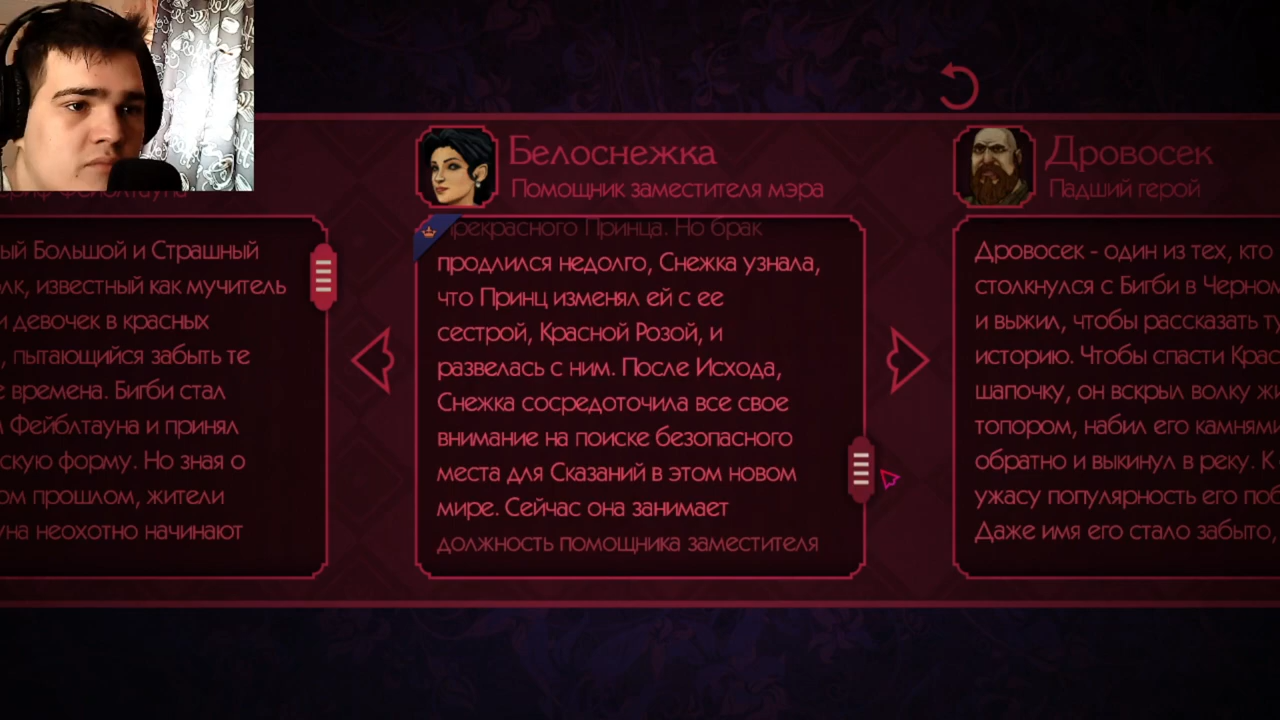 Фейблтауна
ый Большой и Страшный
лк, известный как мучитель
и девочек в красных
, пытающийся забыть те
е времена. Бигби стал
Фейблтауна и принял
скую форму. Но зная о
ом прошлом, жители
уна неохотно начинают
Белоснежка
Помощник заместителя мэра
рекрасного Принца. Но брак
продлился недолго, Снежка узнала,
что Принц изменял ей с ее
сестрой, Красной Розой, и
развелась с ним. После Исхода,
Снежка сосредоточила все свое
внимание на поиске безопасного
места для Сказаний в этом новом
мире. Сейчас она занимает
должность помощника заместителя
Дровосек
Падший герой
Дровосек - один из тех, кто
столкнулся с Бигби в Черном
и выжил, чтобы рассказать ту
историю. Чтобы спасти Крас
шапочку, он вскрыл волку жи
топором, набил его камнями
обратно и выкинул в реку. К
ужасу популярность его поб
Даже имя его стало забыто,